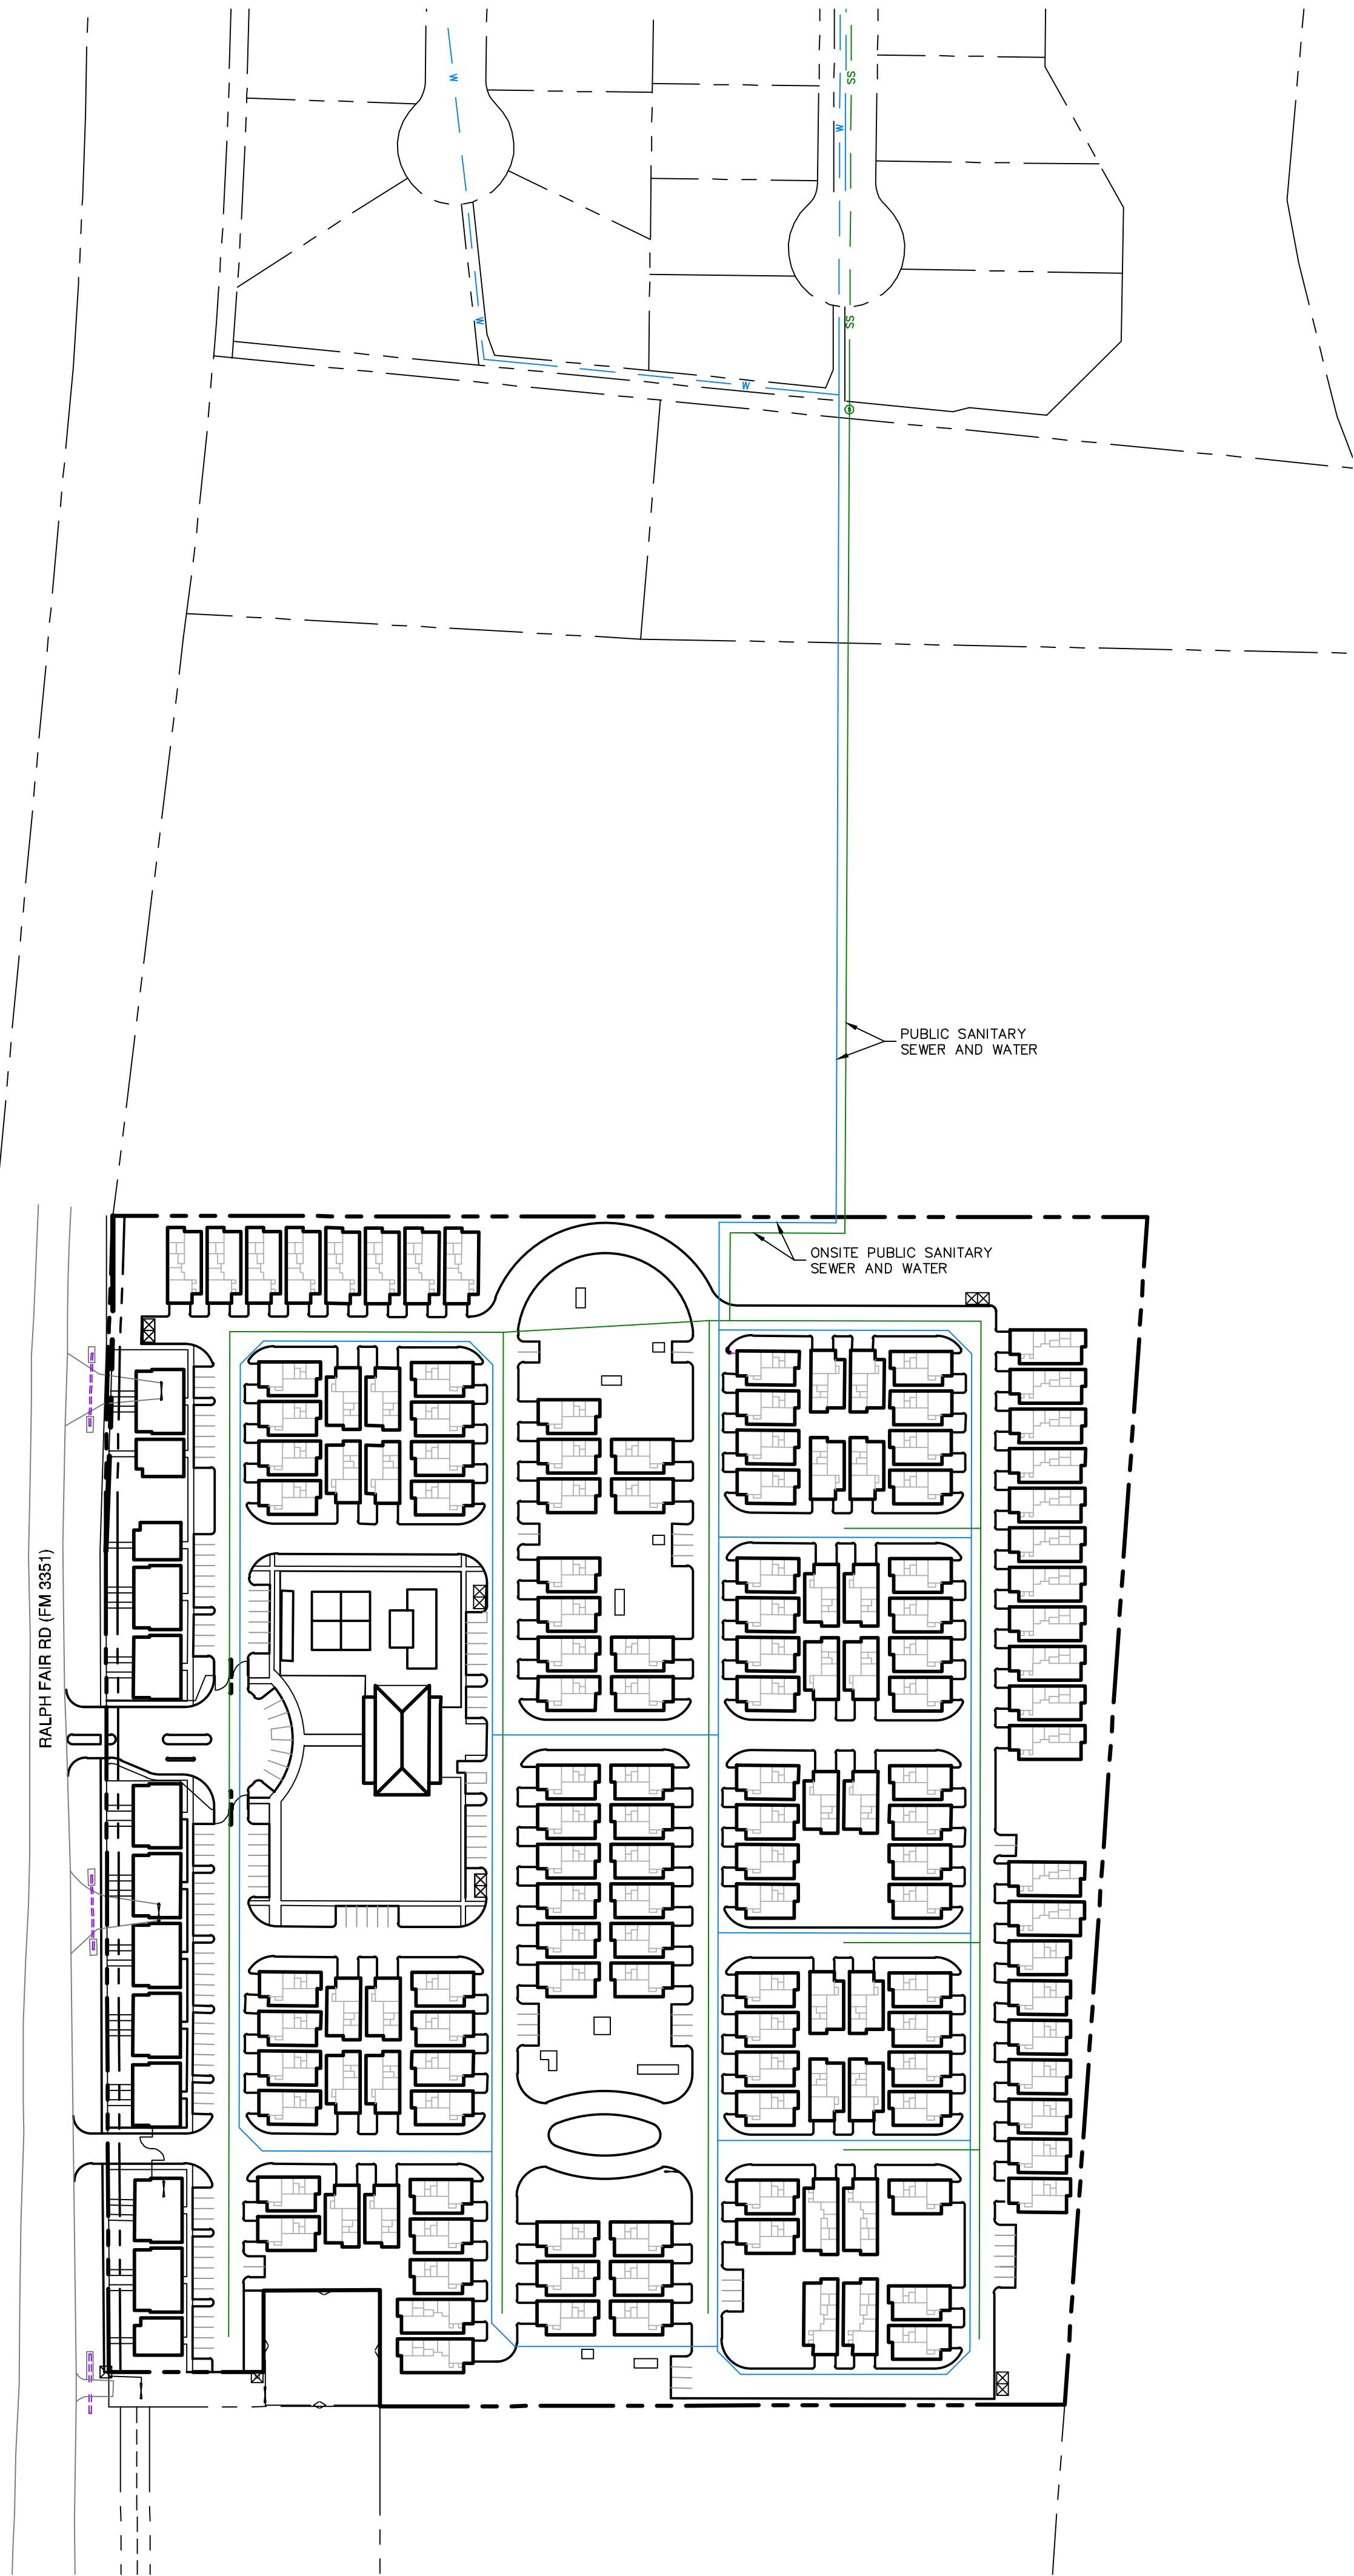 W
SS
W
SS
W
W
PUBLIC SANITARY
SEWER AND WATER
ONSITE PUBLIC SANITARY
SEWER AND WATER
RALPH FAIR RD (FM 3351)